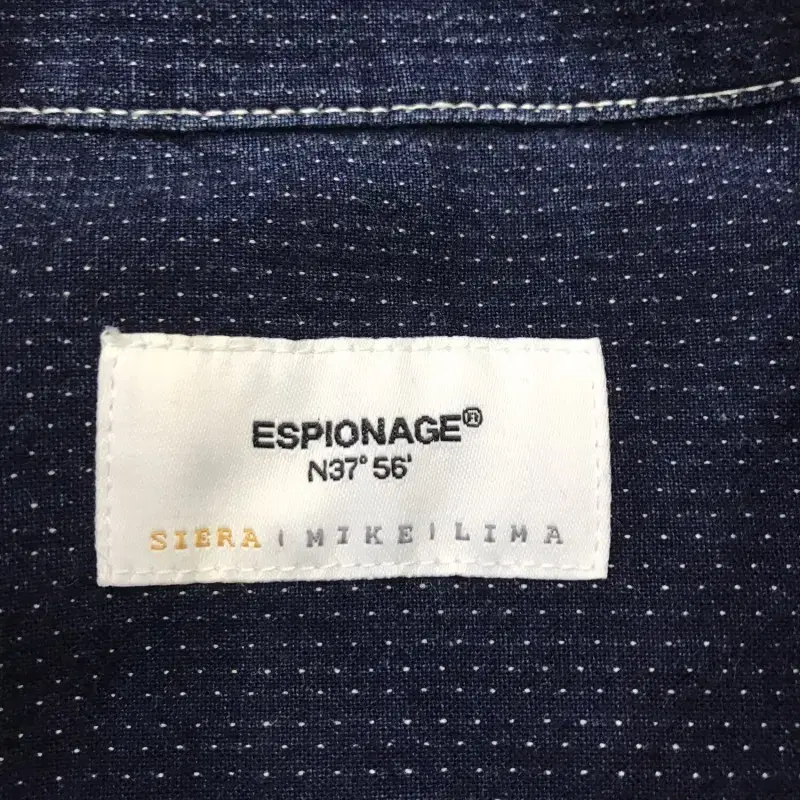 ESPIONAGE®
N37° 56'
SIERA | MIKE | LIMA